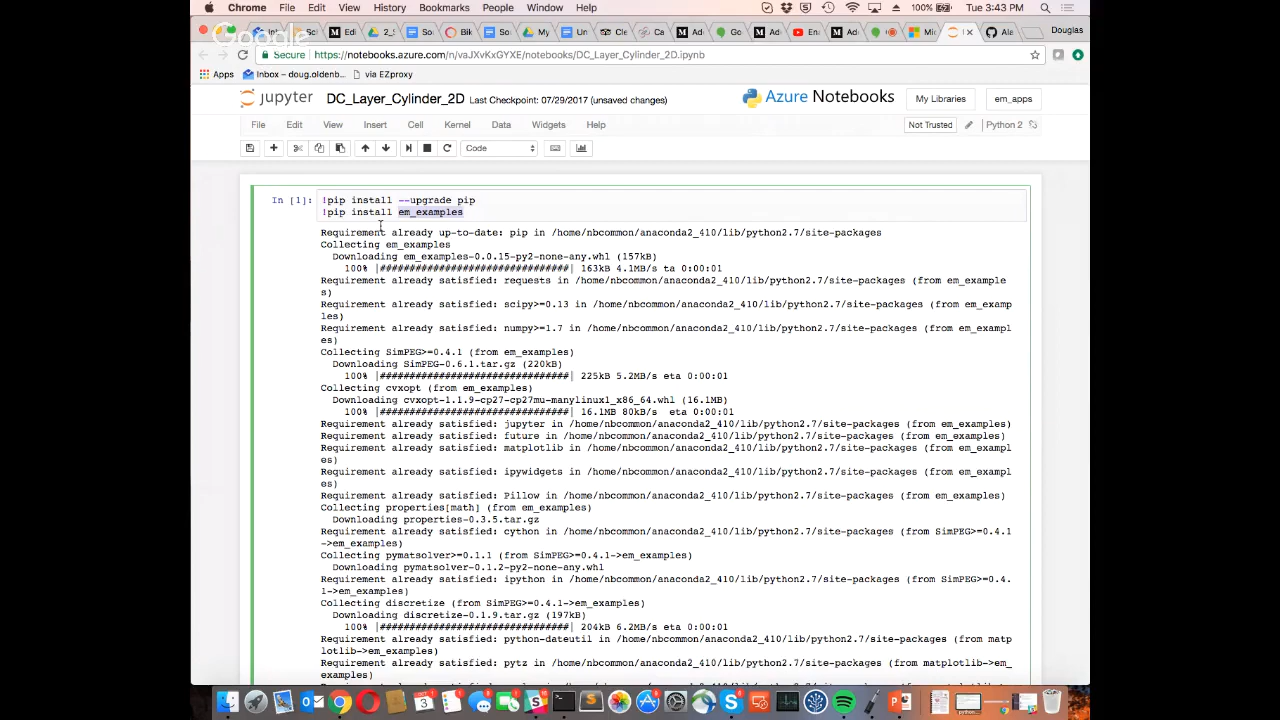 Chrome File Edit View History Bookmarks People Window Help 100% Tue 3:43 PM
Google
Edi 2_S Sol Bik So My Un Cle Ca Adv Go Ad En Adv Mic Ala Douglas
Secure https://notebooks.azure.com/n/vaJXvKxGYXE/notebooks/DC_Layer_Cylinder_2D.ipynb
Apps Inbox – doug.oldenb... via EZproxy
jupyter DC_Layer_Cylinder_2D Last Checkpoint: 07/29/2017 (unsaved changes) Azure Notebooks My Libraries em_apps
File Edit View Insert Cell Kernel Data Widgets Help Not Trusted Python 2
Code
In [1]: !pip install --upgrade pip
!pip install em_examples
Requirement already up-to-date: pip in /home/nbcommon/anaconda2_410/lib/python2.7/site-packages
Collecting em_examples
Downloading em_examples-0.0.15-py2-none-any.whl (157kB)
100% |################################| 163kB 4.1MB/s ta 0:00:01
Requirement already satisfied: requests in /home/nbcommon/anaconda2_410/lib/python2.7/site-packages (from em_example
s)
Requirement already satisfied: scipy>=0.13 in /home/nbcommon/anaconda2_410/lib/python2.7/site-packages (from em_examp
les)
Requirement already satisfied: numpy>=1.7 in /home/nbcommon/anaconda2_410/lib/python2.7/site-packages (from em_exampl
es)
Collecting SimPEG>=0.4.1 (from em_examples)
Downloading SimPEG-0.6.1.tar.gz (220kB)
100% |################################| 225kB 5.2MB/s eta 0:00:01
Collecting cvxopt (from em_examples)
Downloading cvxopt-1.1.9-cp27-cp27mu-manylinux1_x86_64.whl (16.1MB)
100% |################################| 16.1MB 80kB/s eta 0:00:01
Requirement already satisfied: jupyter in /home/nbcommon/anaconda2_410/lib/python2.7/site-packages (from em_examples)
Requirement already satisfied: future in /home/nbcommon/anaconda2_410/lib/python2.7/site-packages (from em_examples)
Requirement already satisfied: matplotlib in /home/nbcommon/anaconda2_410/lib/python2.7/site-packages (from em_exampl
es)
Requirement already satisfied: ipywidgets in /home/nbcommon/anaconda2_410/lib/python2.7/site-packages (from em_exampl
es)
Requirement already satisfied: Pillow in /home/nbcommon/anaconda2_410/lib/python2.7/site-packages (from em_examples)
Collecting properties[math] (from em_examples)
Downloading properties-0.3.5.tar.gz
Requirement already satisfied: cython in /home/nbcommon/anaconda2_410/lib/python2.7/site-packages (from SimPEG>=0.4.1
->em_examples)
Collecting pymatsolver>=0.1.1 (from SimPEG>=0.4.1->em_examples)
Downloading pymatsolver-0.1.2-py2-none-any.whl
Requirement already satisfied: ipython in /home/nbcommon/anaconda2_410/lib/python2.7/site-packages (from SimPEG>=0.4.
1->em_examples)
Collecting discretize (from SimPEG>=0.4.1->em_examples)
Downloading discretize-0.1.9.tar.gz (197kB)
100% |################################| 204kB 6.2MB/s eta 0:00:01
Requirement already satisfied: python-dateutil in /home/nbcommon/anaconda2_410/lib/python2.7/site-packages (from matp
lotlib->em_examples)
Requirement already satisfied: pytz in /home/nbcommon/anaconda2_410/lib/python2.7/site-packages (from matplotlib->em_
examples)